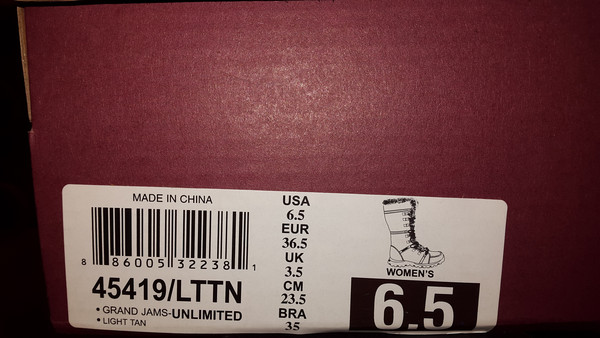 MADE IN CHINA
8 86005 32238 1
45419/LTTN
• GRAND JAMS-UNLIMITED
• LIGHT TAN
USA
6.5
EUR
36.5
UK
3.5
CM
23.5
BRA
35
WOMEN'S
6.5